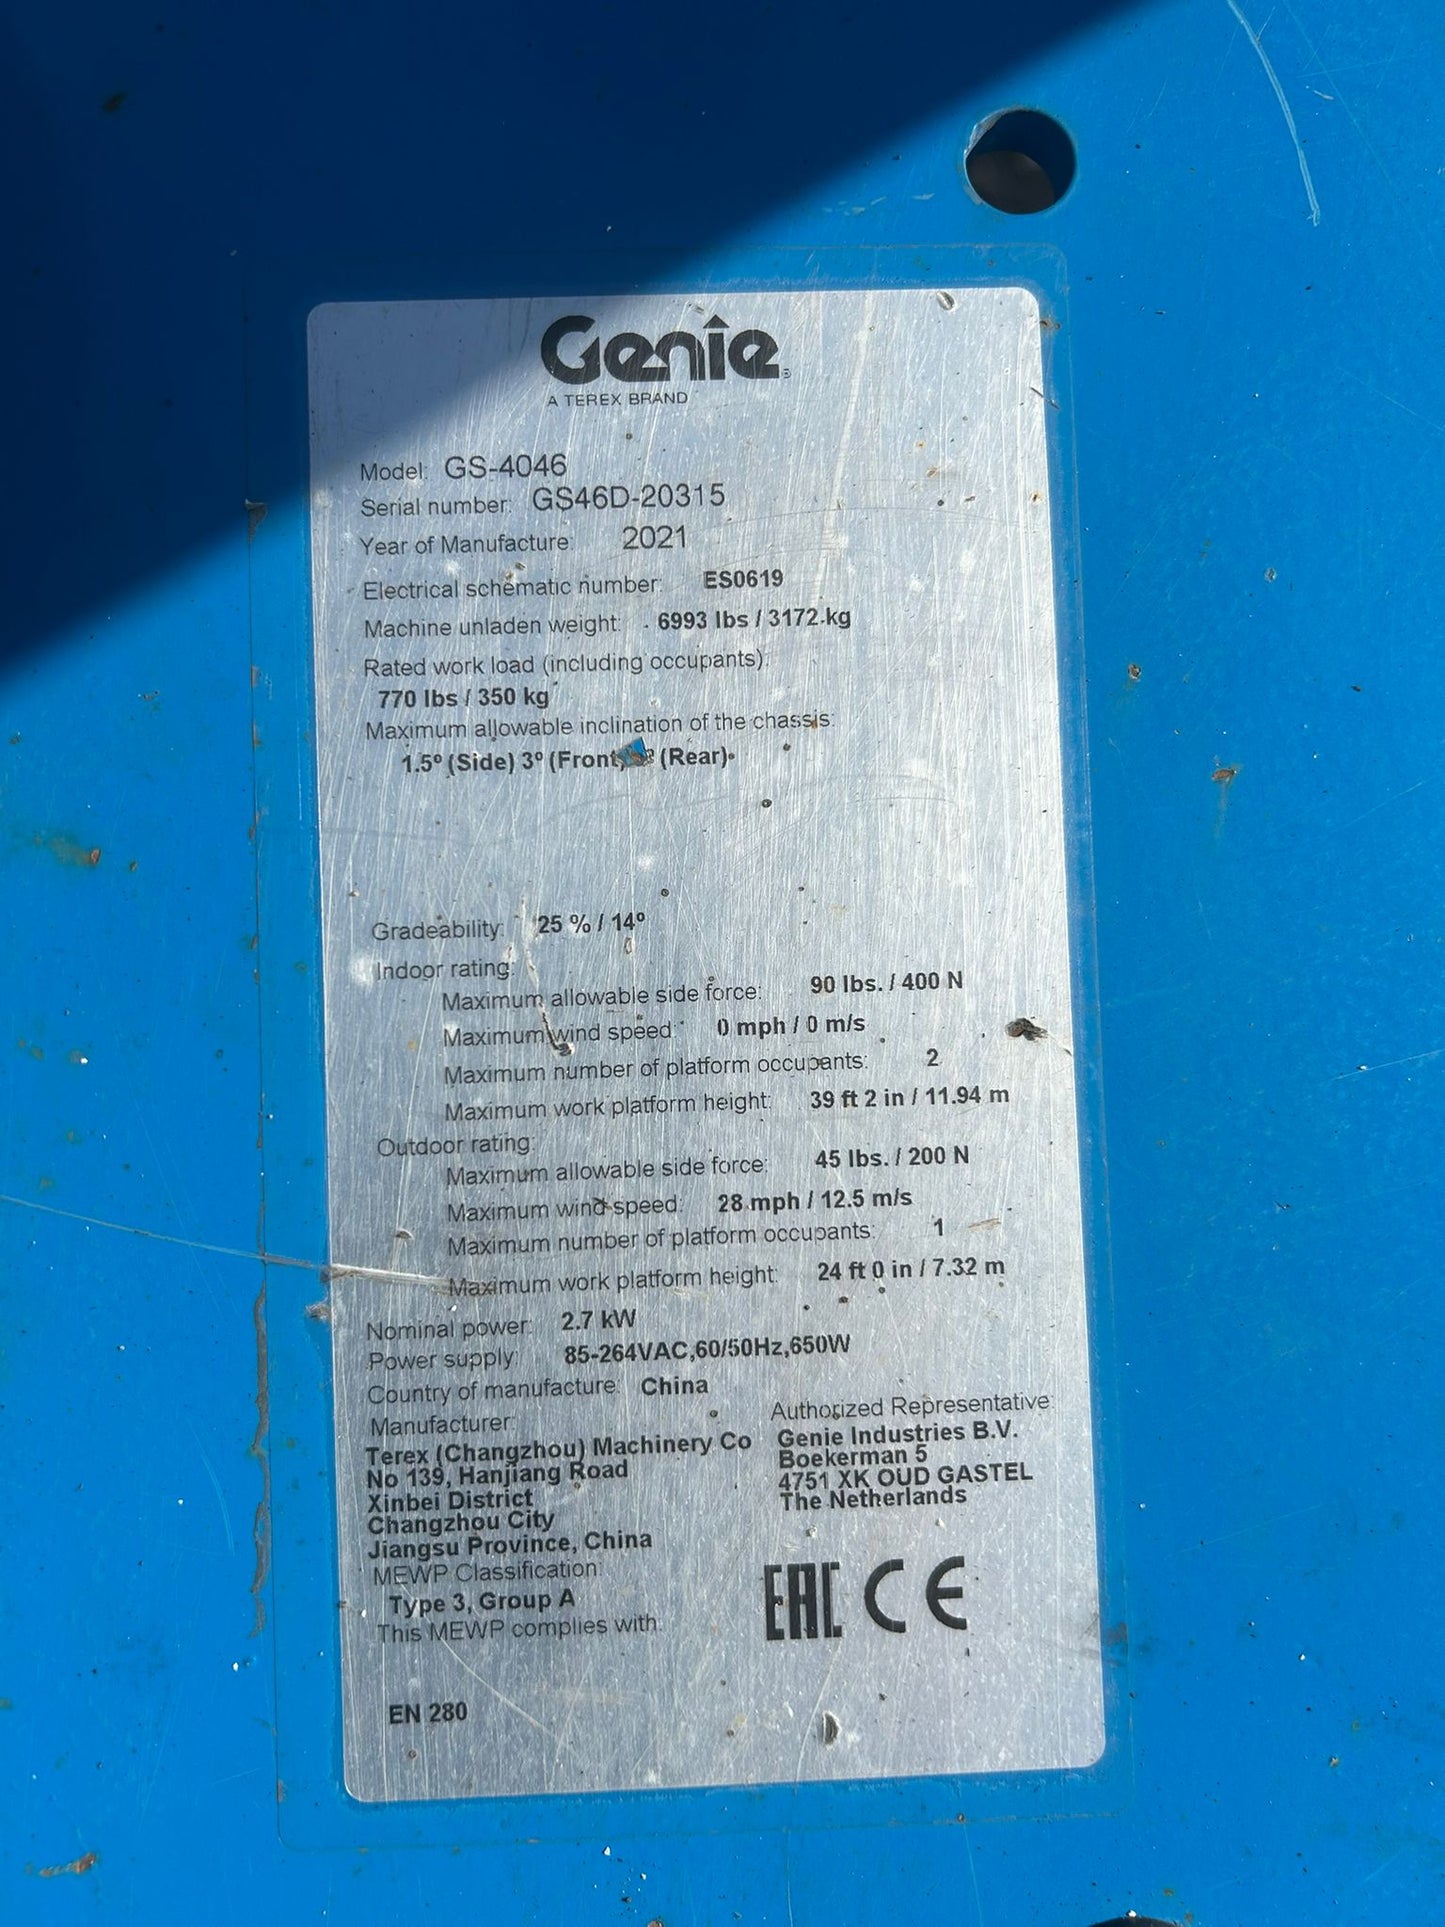 Genie
A TEREX BRAND
Model: GS-4046
Serial number: GS46D-20315
Year of Manufacture: 2021
Electrical schematic number: ES0619
Machine unladen weight: 6993 lbs / 3172 kg
Rated work load (including occupants):
770 lbs / 350 kg
Maximum allowable inclination of the chassis:
1.5º (Side) 3º (Front) (Rear)
Gradeability: 25 % / 14º
Indoor rating:
Maximum allowable side force: 90 lbs. / 400 N
Maximum wind speed: 0 mph / 0 m/s
Maximum number of platform occupants: 2
Maximum work platform height: 39 ft 2 in / 11.94 m
Outdoor rating:
Maximum allowable side force: 45 lbs. / 200 N
Maximum wind speed: 28 mph / 12.5 m/s
Maximum number of platform occupants: 1
Maximum work platform height: 24 ft 0 in / 7.32 m
Nominal power: 2.7 kW
Power supply: 85-264VAC,60/50Hz,650W
Country of manufacture: China
Manufacturer:
Terex (Changzhou) Machinery Co
No 139, Hanjiang Road
Xinbei District
Changzhou City
Jiangsu Province, China
Authorized Representative:
Genie Industries B.V.
Boekerman 5
4751 XK OUD GASTEL
The Netherlands
MEWP Classification:
Type 3, Group A
This MEWP complies with:
EN 280
EAC CE